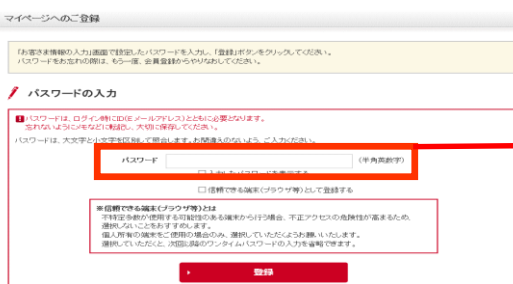 マイページへのご登録
「お客さま情報の入力」画面で設定したパスワードを入力し、「登録」ボタンをクリックしてください。
パスワードをお忘れの際は、もう一度、会員登録からやりなおしてください。
パスワードの入力
パスワードは、ログイン時にID(Eメールアドレス)とともに必要となります。
忘れないようにメモなどに転記し、大切に保存してください。
パスワードは、大文字と小文字を区別して照合します。お間違えのないよう、ご入力ください。
パスワード (半角英数字)
入力したパスワードを表示する
信頼できる端末(ブラウザ等)として登録する
※信頼できる端末(ブラウザ等)とは
不特定多数が使用する可能性のある端末から行う場合、不正アクセスの危険性が高まるため、
選択しないことをおすすめします。
個人所有の端末をご使用の場合のみ、選択していただくようお願いいたします。
選択していただくと、次回以降のワンタイムパスワードの入力を省略できます。
登録